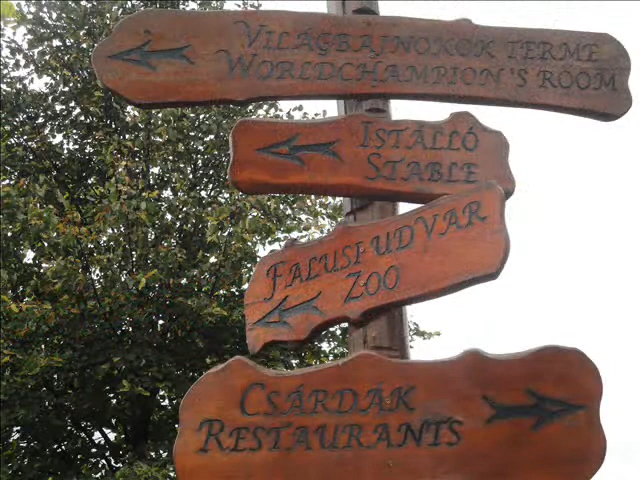 VILÁGBAJNOKOK TERME
WORLDCHAMPION'S ROOM
ISTÁLLÓ
STABLE
FALUSI UDVAR
ZOO
CSÁRDÁK
RESTAURANTS